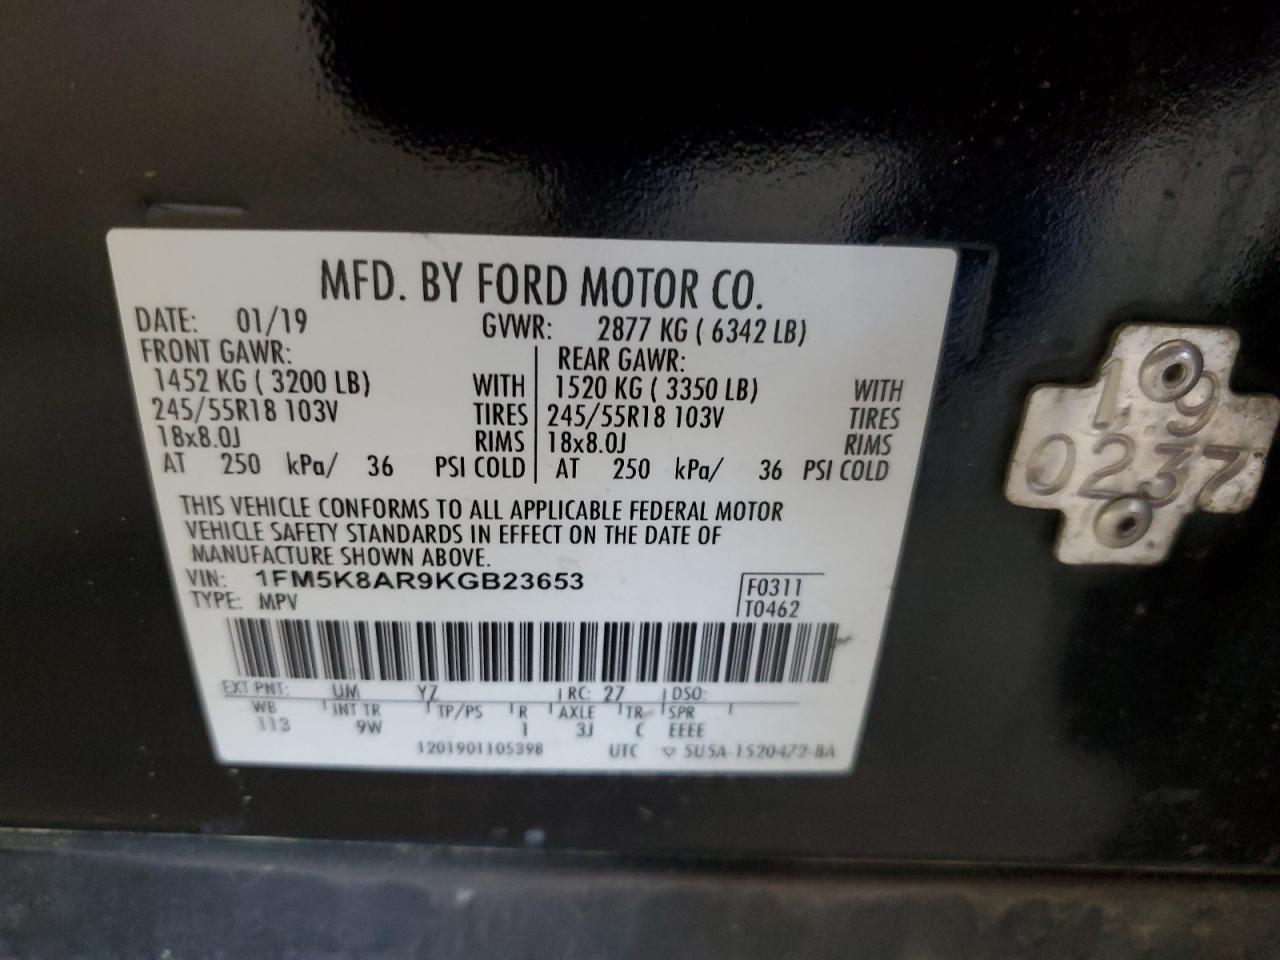 MFD. BY FORD MOTOR CO.
DATE: 01/19 GVWR: 2877 KG ( 6342 LB)
FRONT GAWR: REAR GAWR:
1452 KG ( 3200 LB) WITH 1520 KG ( 3350 LB) WITH
245/55R18 103V TIRES 245/55R18 103V TIRES
18x8.0J RIMS 18x8.0J RIMS
AT 250 kPa/ 36 PSI COLD AT 250 kPa/ 36 PSI COLD
THIS VEHICLE CONFORMS TO ALL APPLICABLE FEDERAL MOTOR
VEHICLE SAFETY STANDARDS IN EFFECT ON THE DATE OF
MANUFACTURE SHOWN ABOVE.
VIN: 1FM5K8AR9KGB23653 F0311
TYPE: MPV T0462
EXT PNT: UM YZ RC: 27 DSO:
WB INT TR TP/PS R AXLE TR SPR
113 9W 1 3J C EEEE
1201901105398 UTC ▽ 5U5A-1520472-BA
19
0237